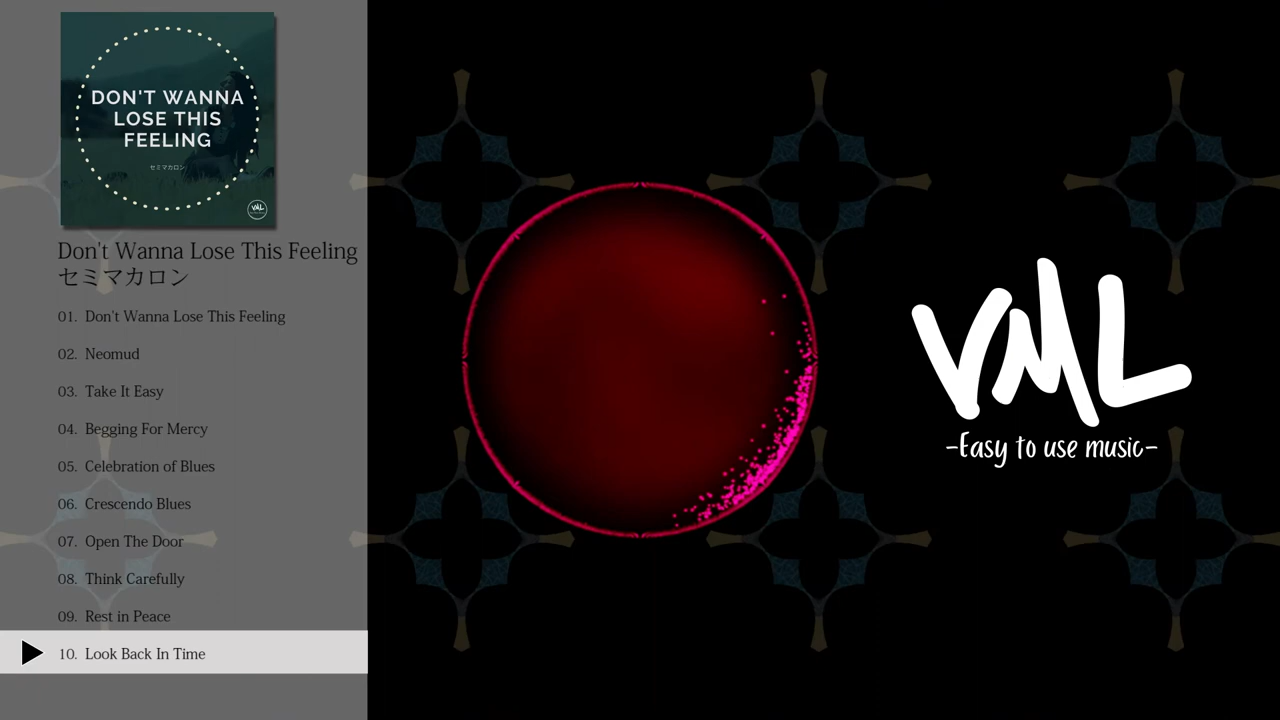 DON'T WANNA
LOSE THIS
FEELING
セミマカロン
VML
Don't Wanna Lose This Feeling
セミマカロン
01. Don't Wanna Lose This Feeling
02. Neomud
03. Take It Easy
04. Begging For Mercy
05. Celebration of Blues
06. Crescendo Blues
07. Open The Door
08. Think Carefully
09. Rest in Peace
10. Look Back In Time
VML
-Easy to use music-